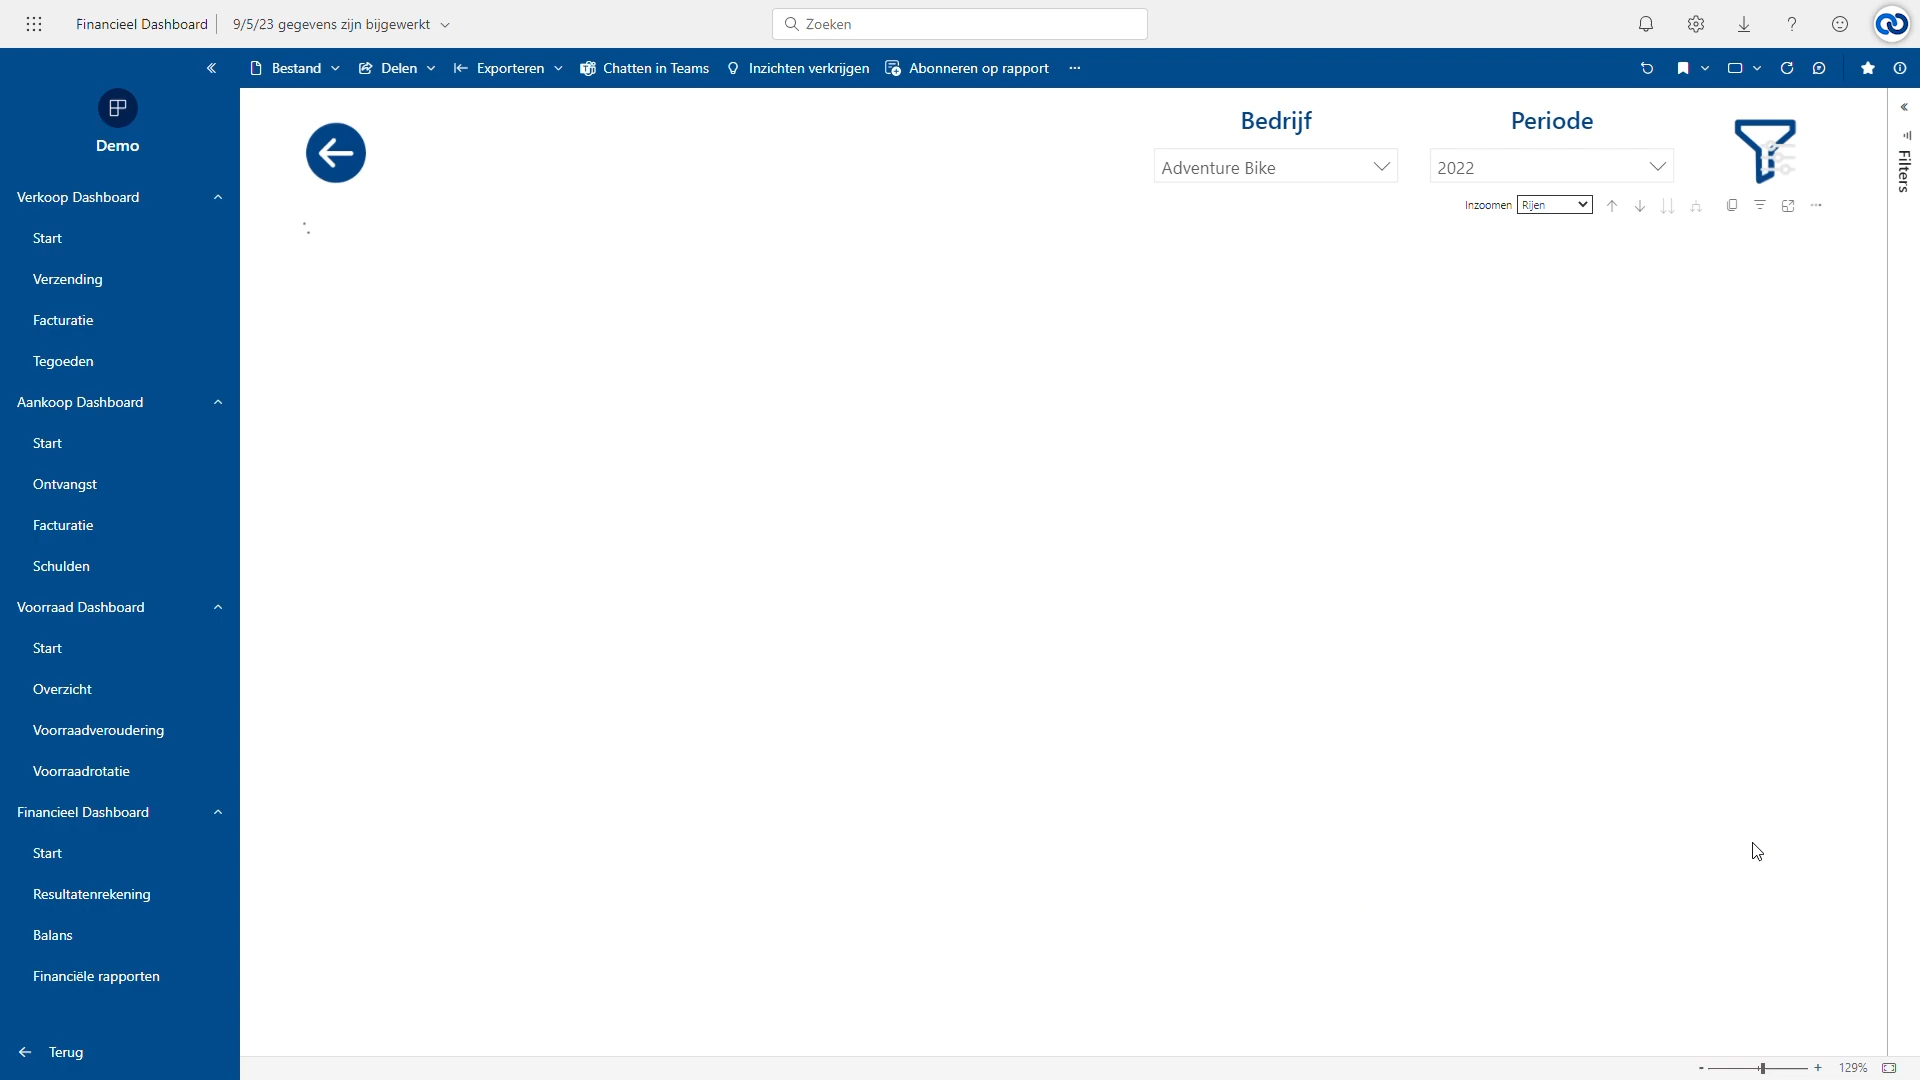 Financieel Dashboard
9/5/23 gegevens zijn bijgewerkt
Zoeken
Bestand
Delen
Exporteren
Chatten in Teams
Inzichten verkrijgen
Abonneren op rapport
Demo
Verkoop Dashboard
Start
Verzending
Facturatie
Tegoeden
Aankoop Dashboard
Start
Ontvangst
Facturatie
Schulden
Voorraad Dashboard
Start
Overzicht
Voorraadveroudering
Voorraadrotatie
Financieel Dashboard
Start
Resultatenrekening
Balans
Financiële rapporten
Terug
Bedrijf
Adventure Bike
Periode
2022
Inzoomen
Rijen
Filters
- + 129%